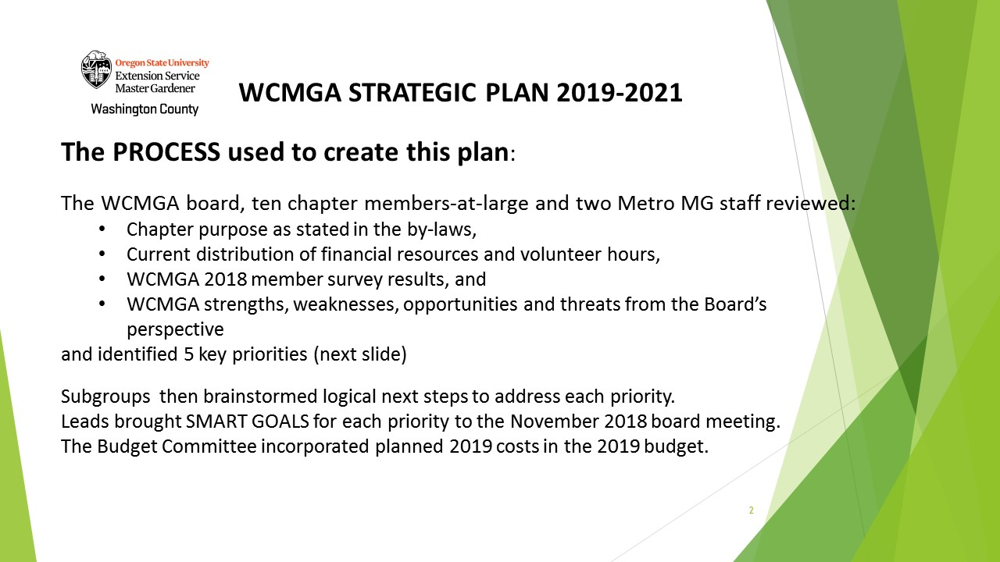 Oregon State University
Extension Service
Master Gardener
Washington County
WCMGA STRATEGIC PLAN 2019-2021
The PROCESS used to create this plan:
The WCMGA board, ten chapter members-at-large and two Metro MG staff reviewed:
• Chapter purpose as stated in the by-laws,
• Current distribution of financial resources and volunteer hours,
• WCMGA 2018 member survey results, and
• WCMGA strengths, weaknesses, opportunities and threats from the Board’s
perspective
and identified 5 key priorities (next slide)
Subgroups then brainstormed logical next steps to address each priority.
Leads brought SMART GOALS for each priority to the November 2018 board meeting.
The Budget Committee incorporated planned 2019 costs in the 2019 budget.
2